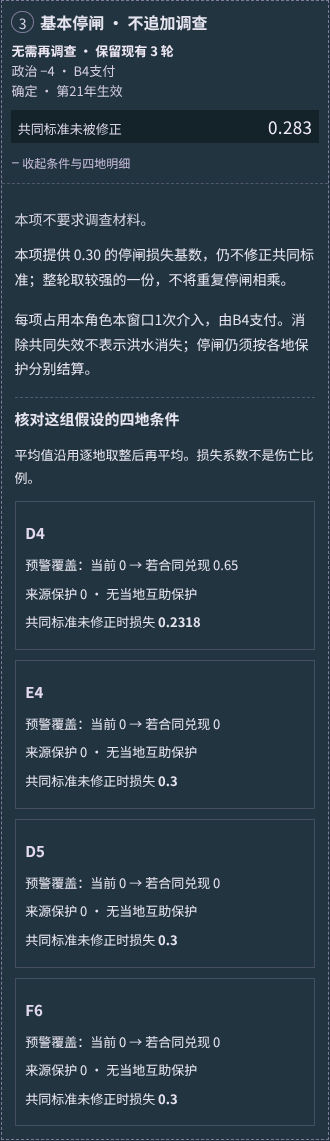 ③ 基本停闸 · 不追加调查
无需再调查 · 保留现有 3 轮
政治 −4 · B4支付
确定 · 第21年生效
共同标准未被修正 0.283
− 收起条件与四地明细
本项不要求调查材料。
本项提供 0.30 的停闸损失基数，仍不修正共同标
准；整轮取较强的一份，不将重复停闸相乘。
每项占用本角色本窗口1次介入，由B4支付。消
除共同失效不表示洪水消失；停闸仍须按各地保
护分别结算。
核对这组假设的四地条件
平均值沿用逐地取整后再平均。损失系数不是伤亡比
例。
D4
预警覆盖：当前 0 → 若合同兑现 0.65
来源保护 0 · 无当地互助保护
共同标准未修正时损失 0.2318
E4
预警覆盖：当前 0 → 若合同兑现 0
来源保护 0 · 无当地互助保护
共同标准未修正时损失 0.3
D5
预警覆盖：当前 0 → 若合同兑现 0
来源保护 0 · 无当地互助保护
共同标准未修正时损失 0.3
F6
预警覆盖：当前 0 → 若合同兑现 0
来源保护 0 · 无当地互助保护
共同标准未修正时损失 0.3